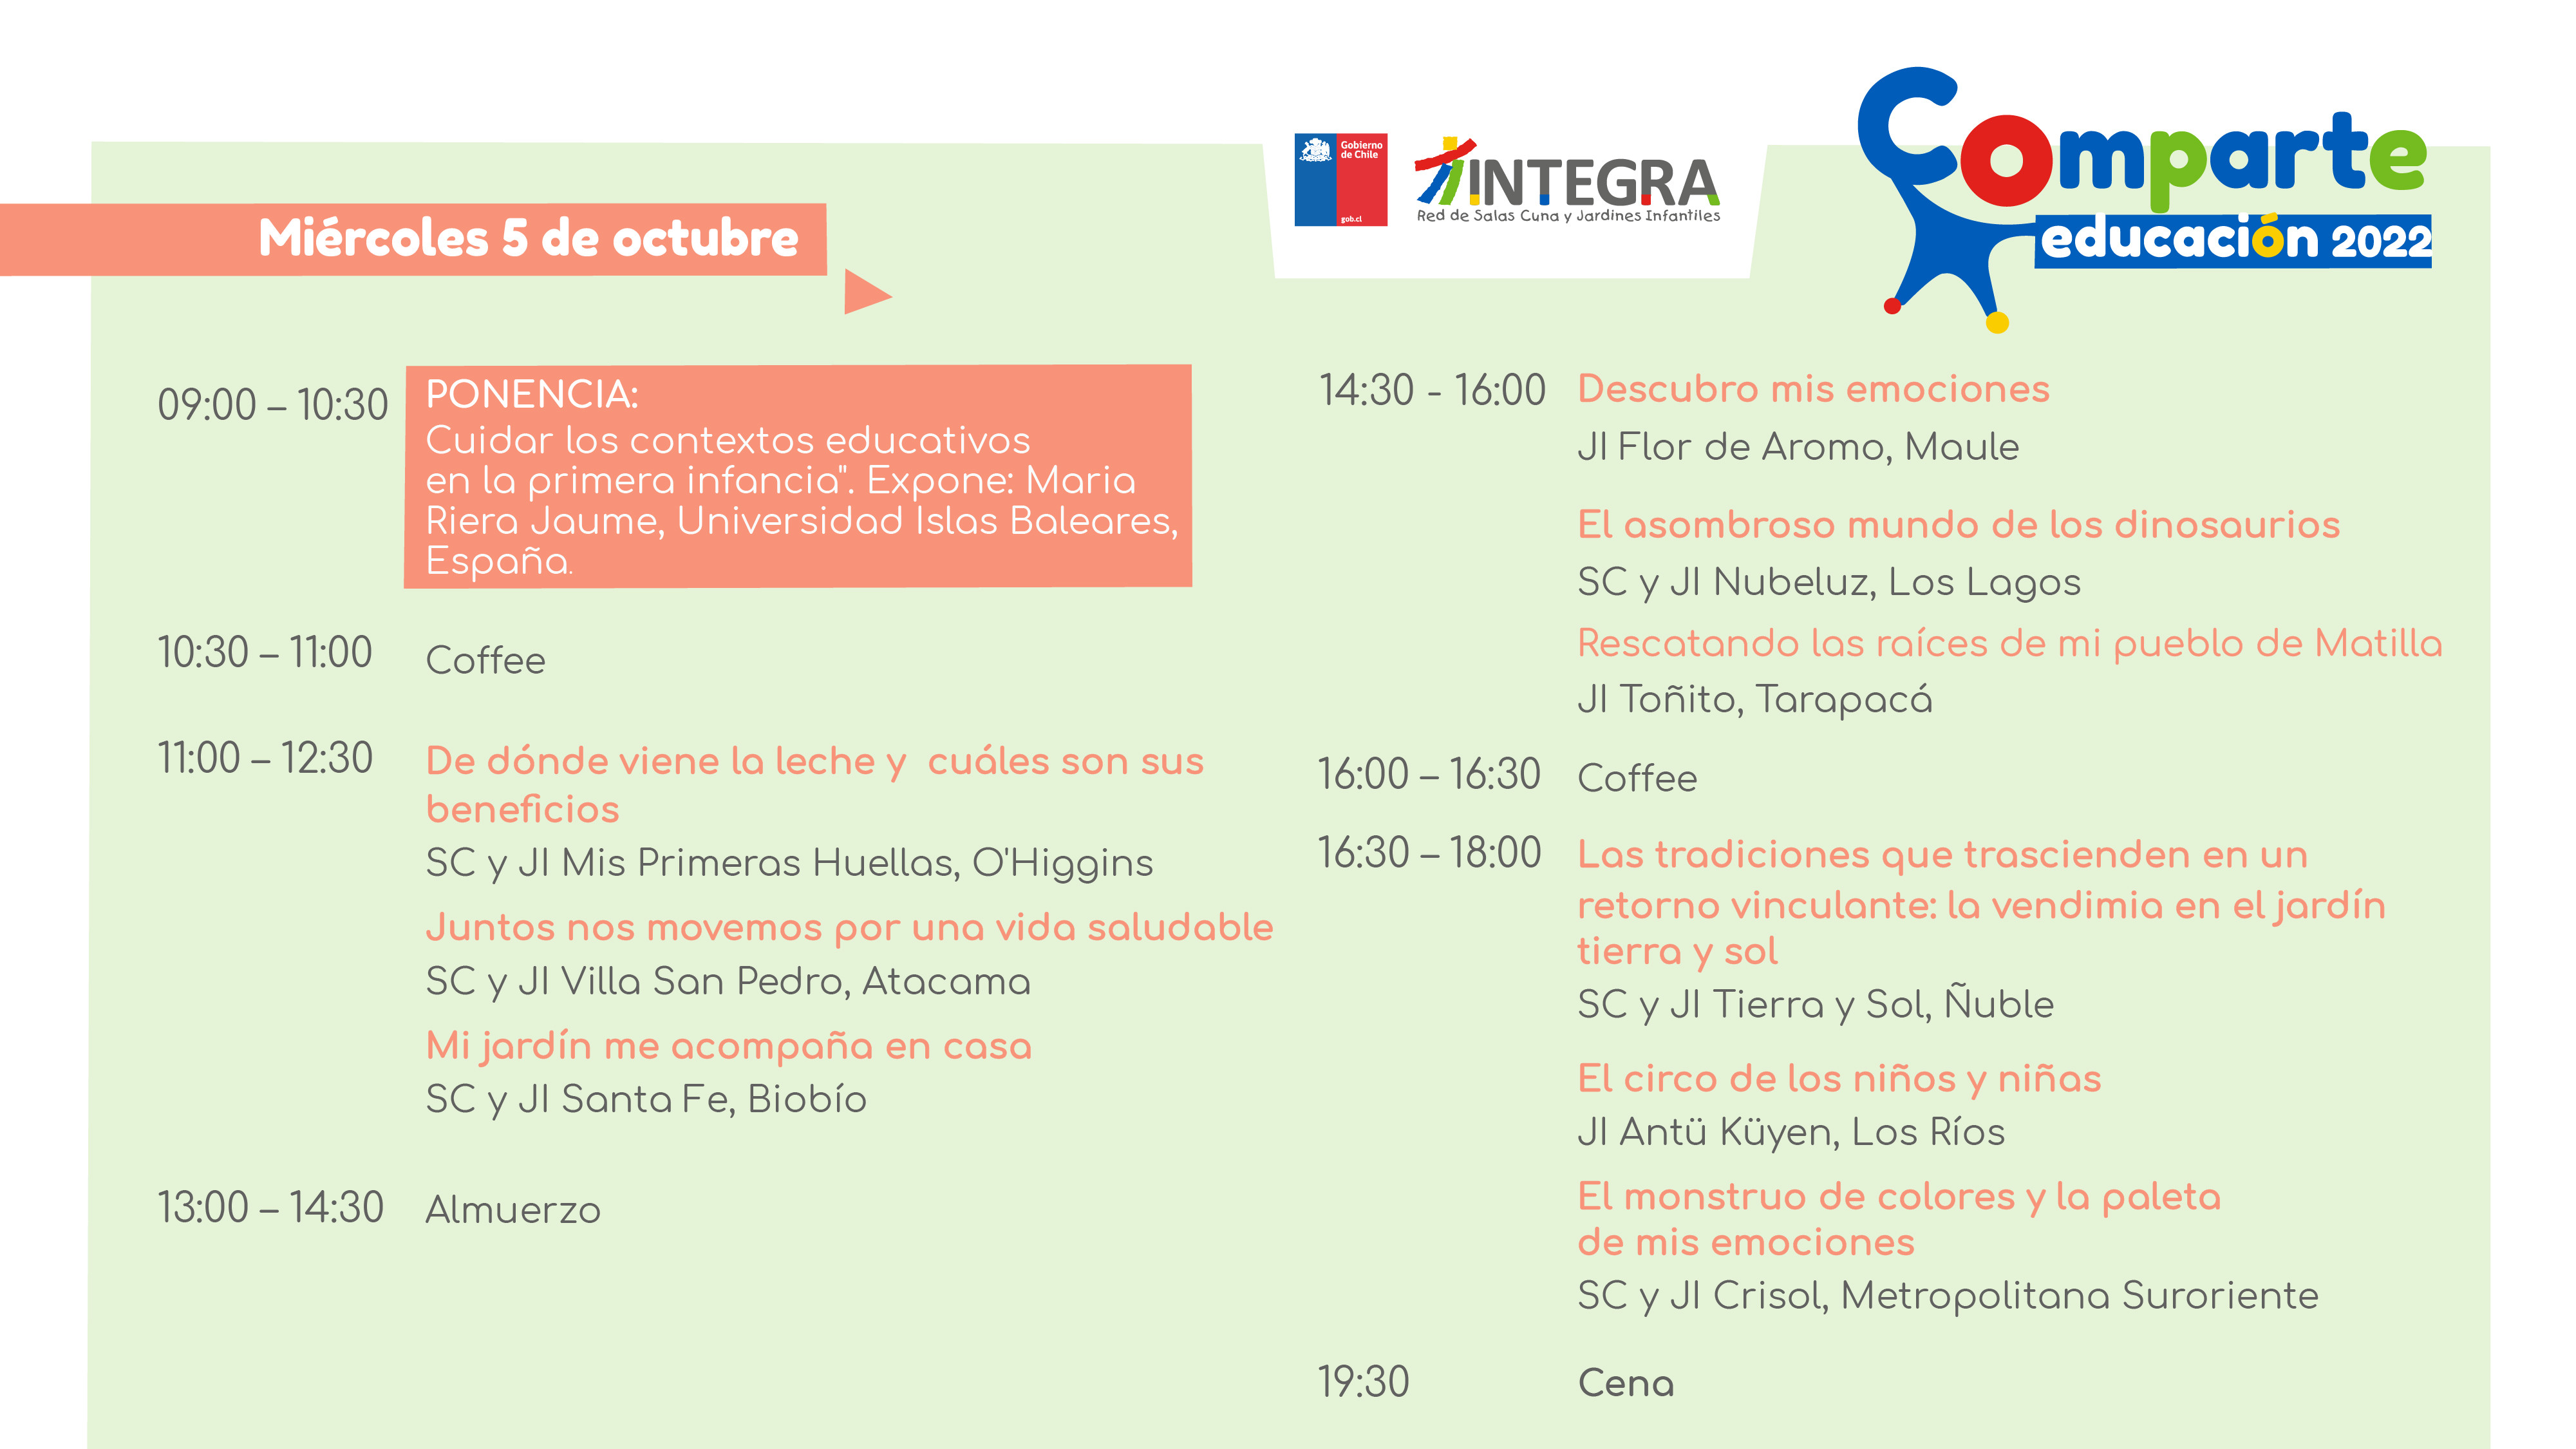 Gobierno
de Chile
gob.cl
INTEGRA
Red de Salas Cuna y Jardines Infantiles
Comparte
educación 2022
Miércoles 5 de octubre
09:00 – 10:30
PONENCIA:
Cuidar los contextos educativos
en la primera infancia". Expone: Maria
Riera Jaume, Universidad Islas Baleares,
España.
10:30 – 11:00
Coffee
11:00 – 12:30
De dónde viene la leche y  cuáles son sus
beneficios
SC y JI Mis Primeras Huellas, O'Higgins
Juntos nos movemos por una vida saludable
SC y JI Villa San Pedro, Atacama
Mi jardín me acompaña en casa
SC y JI Santa Fe, Biobío
13:00 – 14:30
Almuerzo
14:30 - 16:00
Descubro mis emociones
JI Flor de Aromo, Maule
El asombroso mundo de los dinosaurios
SC y JI Nubeluz, Los Lagos
Rescatando las raíces de mi pueblo de Matilla
JI Toñito, Tarapacá
16:00 – 16:30
Coffee
16:30 – 18:00
Las tradiciones que trascienden en un
retorno vinculante: la vendimia en el jardín
tierra y sol
SC y JI Tierra y Sol, Ñuble
El circo de los niños y niñas
JI Antü Küyen, Los Ríos
El monstruo de colores y la paleta
de mis emociones
SC y JI Crisol, Metropolitana Suroriente
19:30
Cena